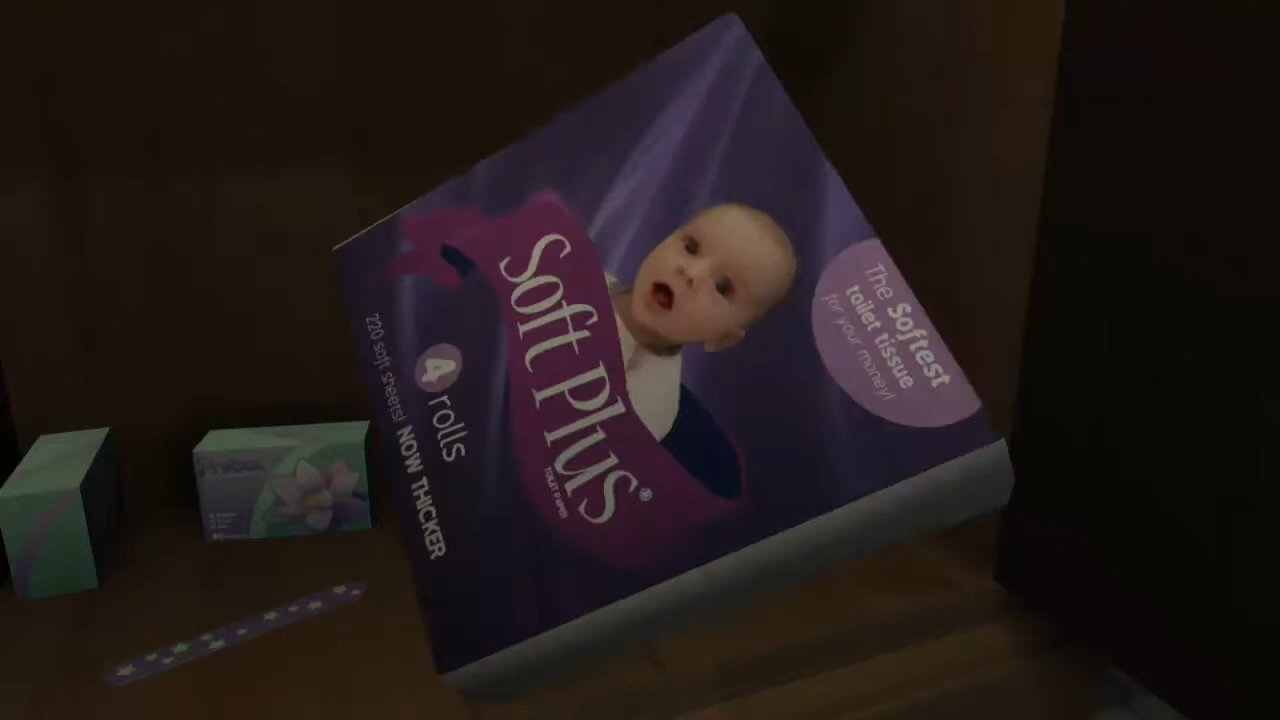 The Softest
toilet tissue
for your money!
Soft Plus®
TOILET PAPER
4 rolls
220 soft sheets! NOW THICKER